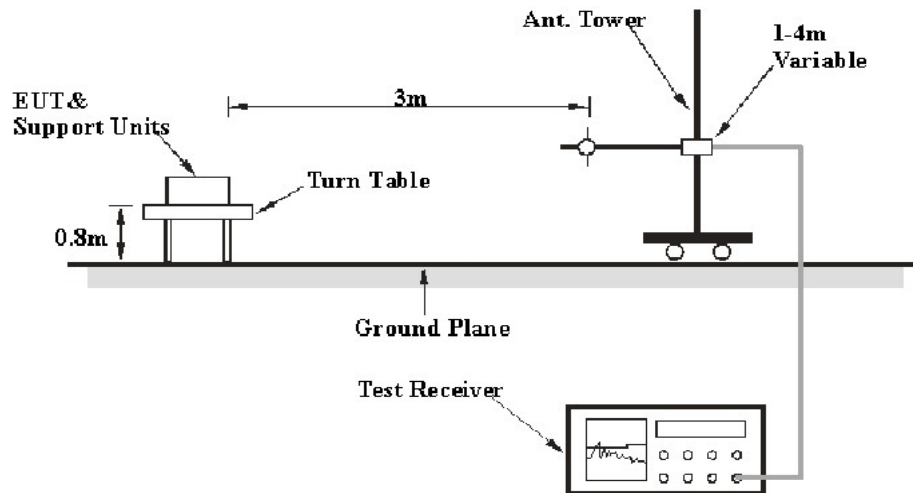 Ant. Tower
1-4m
Variable
3m
EUT&
Support Units
Turn Table
0.8m
Ground Plane
Test Receiver